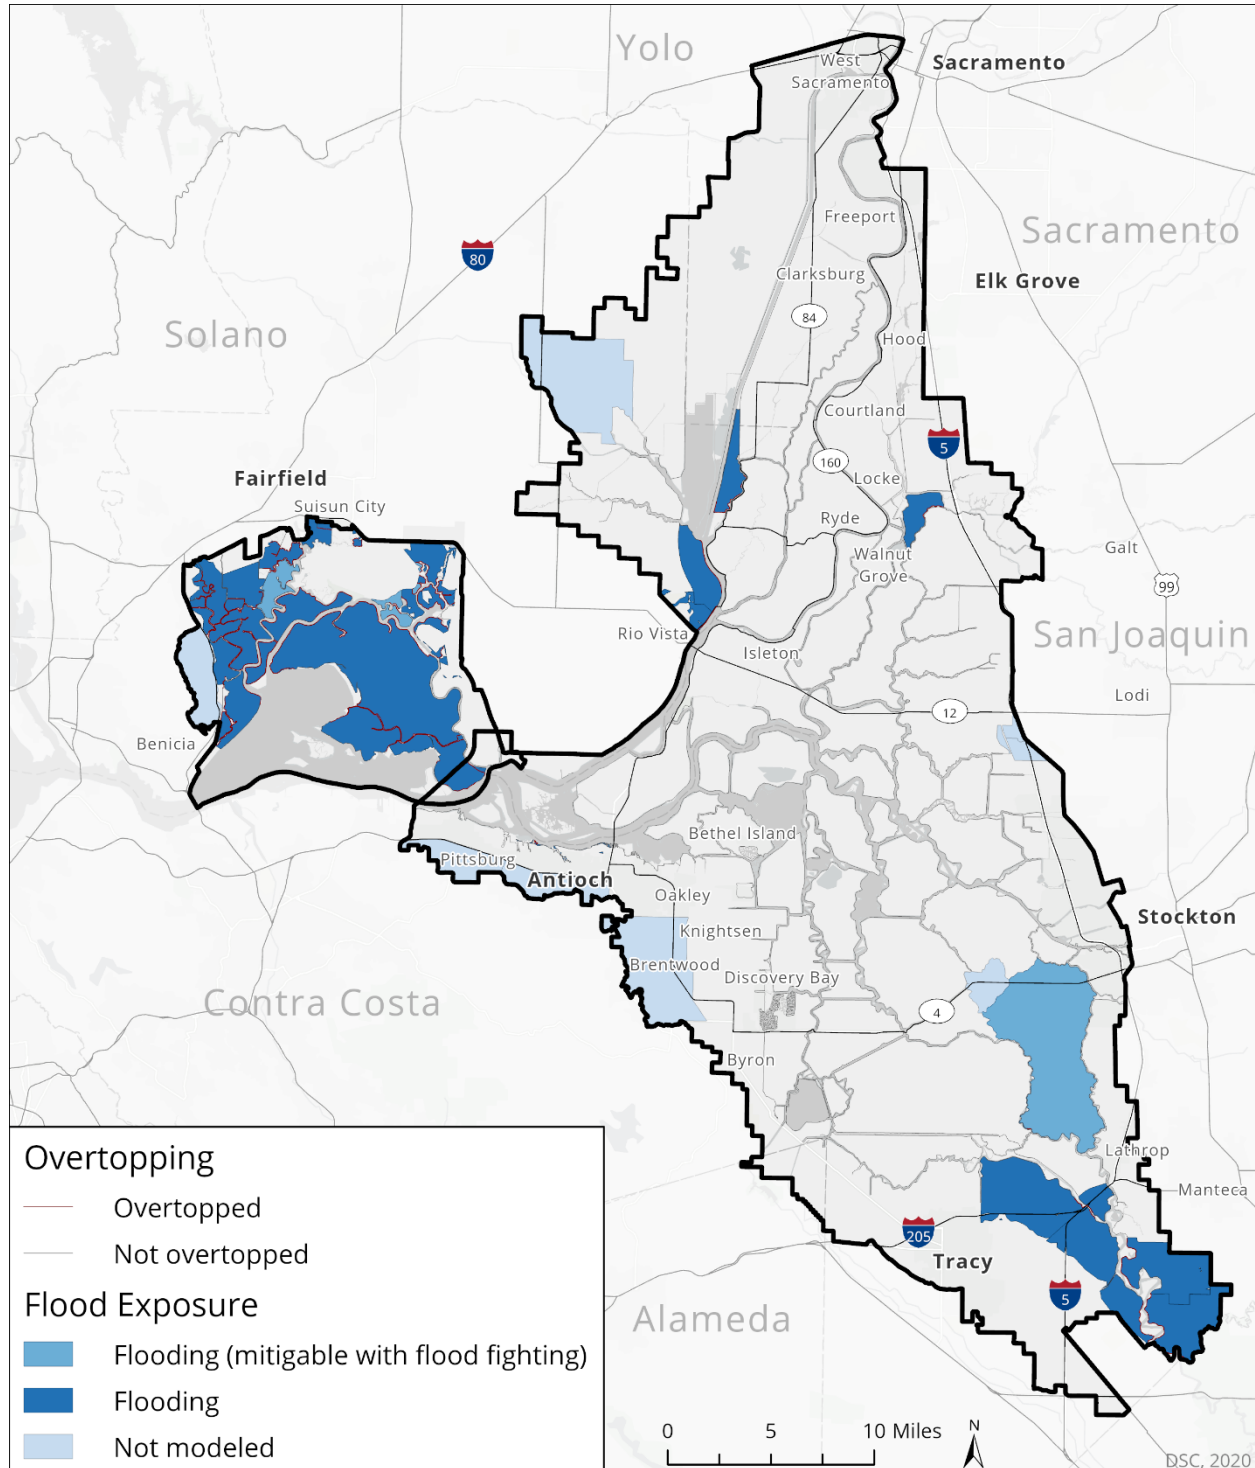 Yolo
West
Sacramento
Sacramento
Freeport
Sacramento
80
Clarksburg
Elk Grove
84
Solano
Hood
Courtland
5
160
Fairfield
Locke
Suisun City
Ryde
Walnut
Grove
Galt
99
Rio Vista
San Joaquin
Isleton
Lodi
12
Benicia
Bethel Island
Pittsburg
Antioch
Oakley
Stockton
Knightsen
Brentwood
Discovery Bay
Contra Costa
4
Byron
Lathrop
Manteca
205
Tracy
5
Alameda
Overtopping
Overtopped
Not overtopped
Flood Exposure
Flooding (mitigable with flood fighting)
Flooding
Not modeled
0 5 10 Miles
N
DSC, 2020